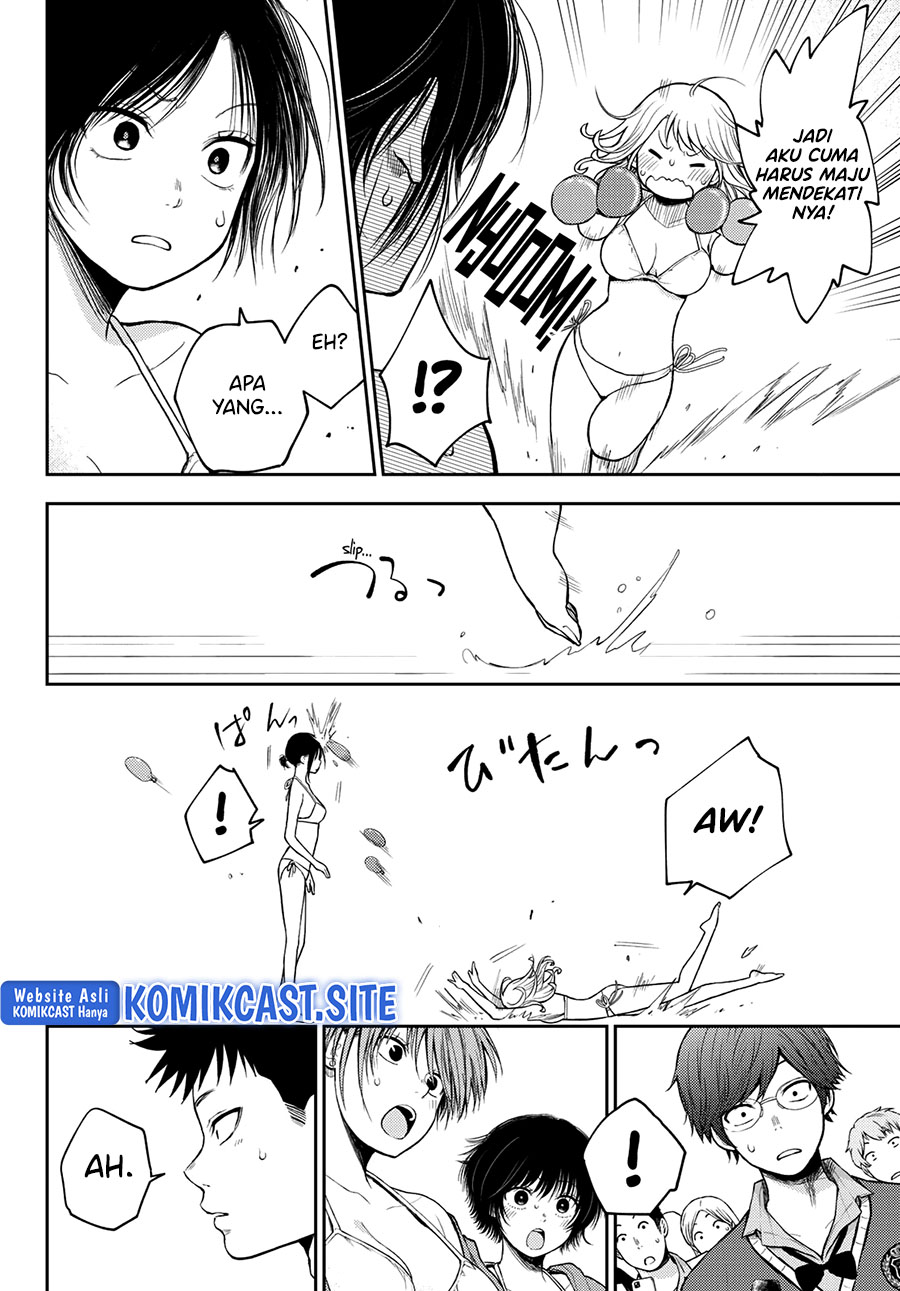 JADI
AKU CUMA
HARUS MAJU
MENDEKATI
NYA!
NYOOOM!
!?
EH?
APA
YANG...
slip...
つるっ
びたんっ
AW!
ぱんっ
!
Website Asli
KOMIKCAST Hanya
KOMIKCAST.SITE
!
AH.